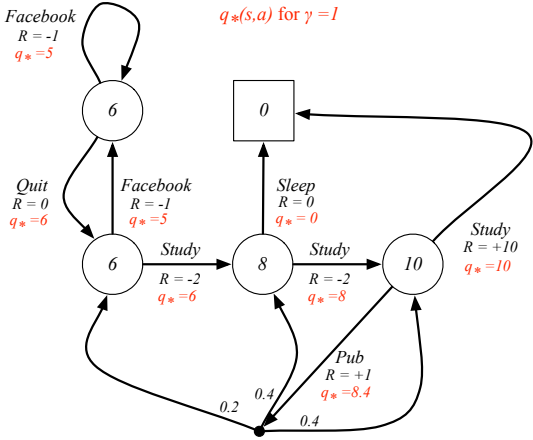 Facebook
R = -1
q* =5
q*(s,a) for γ =1
6
0
Quit
R = 0
q* =6
Facebook
R = -1
q* =5
Sleep
R = 0
q* =0
Study
R = +10
q* =10
6
Study
R = -2
q* =6
8
Study
R = -2
q* =8
10
Pub
R = +1
q* =8.4
0.2
0.4
0.4